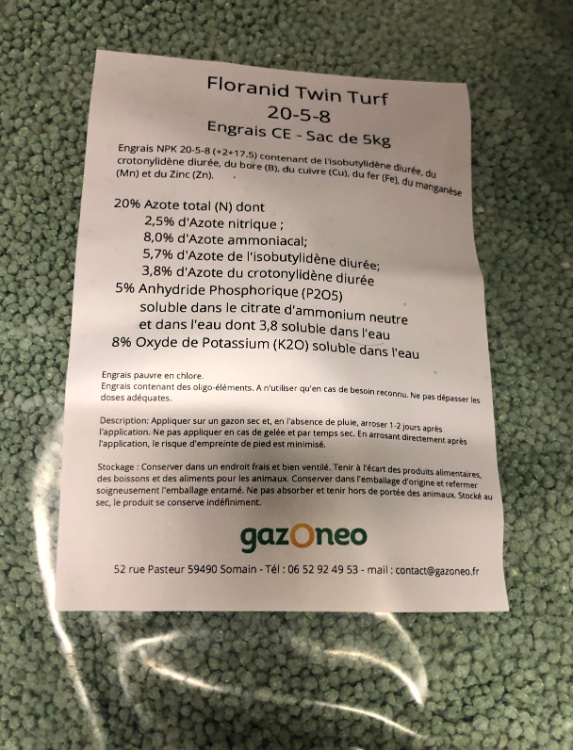 Floranid Twin Turf
20-5-8
Engrais CE - Sac de 5kg
Engrais NPK 20-5-8 (+2+17,5) contenant de l'isobutylidène diurée, du
crotonylidène diurée, du bore (B), du cuivre (Cu), du fer (Fe), du manganèse
(Mn) et du Zinc (Zn).
20% Azote total (N) dont
2,5% d'Azote nitrique ;
8,0% d'Azote ammoniacal;
5,7% d'Azote de l'isobutylidène diurée;
3,8% d'Azote du crotonylidène diurée
5% Anhydride Phosphorique (P2O5)
soluble dans le citrate d'ammonium neutre
et dans l'eau dont 3,8 soluble dans l'eau
8% Oxyde de Potassium (K2O) soluble dans l'eau
Engrais pauvre en chlore.
Engrais contenant des oligo-éléments. A n'utiliser qu'en cas de besoin reconnu. Ne pas dépasser les
doses adéquates.
Description: Appliquer sur un gazon sec et, en l'absence de pluie, arroser 1-2 jours après
l'application. Ne pas appliquer en cas de gelée et par temps sec. En arrosant directement après
l'application, le risque d'empreinte de pied est minimisé.
Stockage : Conserver dans un endroit frais et bien ventilé. Tenir à l'écart des produits alimentaires,
des boissons et des aliments pour les animaux. Conserver dans l'emballage d'origine et refermer
soigneusement l'emballage entamé. Ne pas absorber et tenir hors de portée des animaux. Stocké au
sec, le produit se conserve indéfiniment.
gazOneo
52 rue Pasteur 59490 Somain - Tél : 06 52 92 49 53 - mail : contact@gazoneo.fr